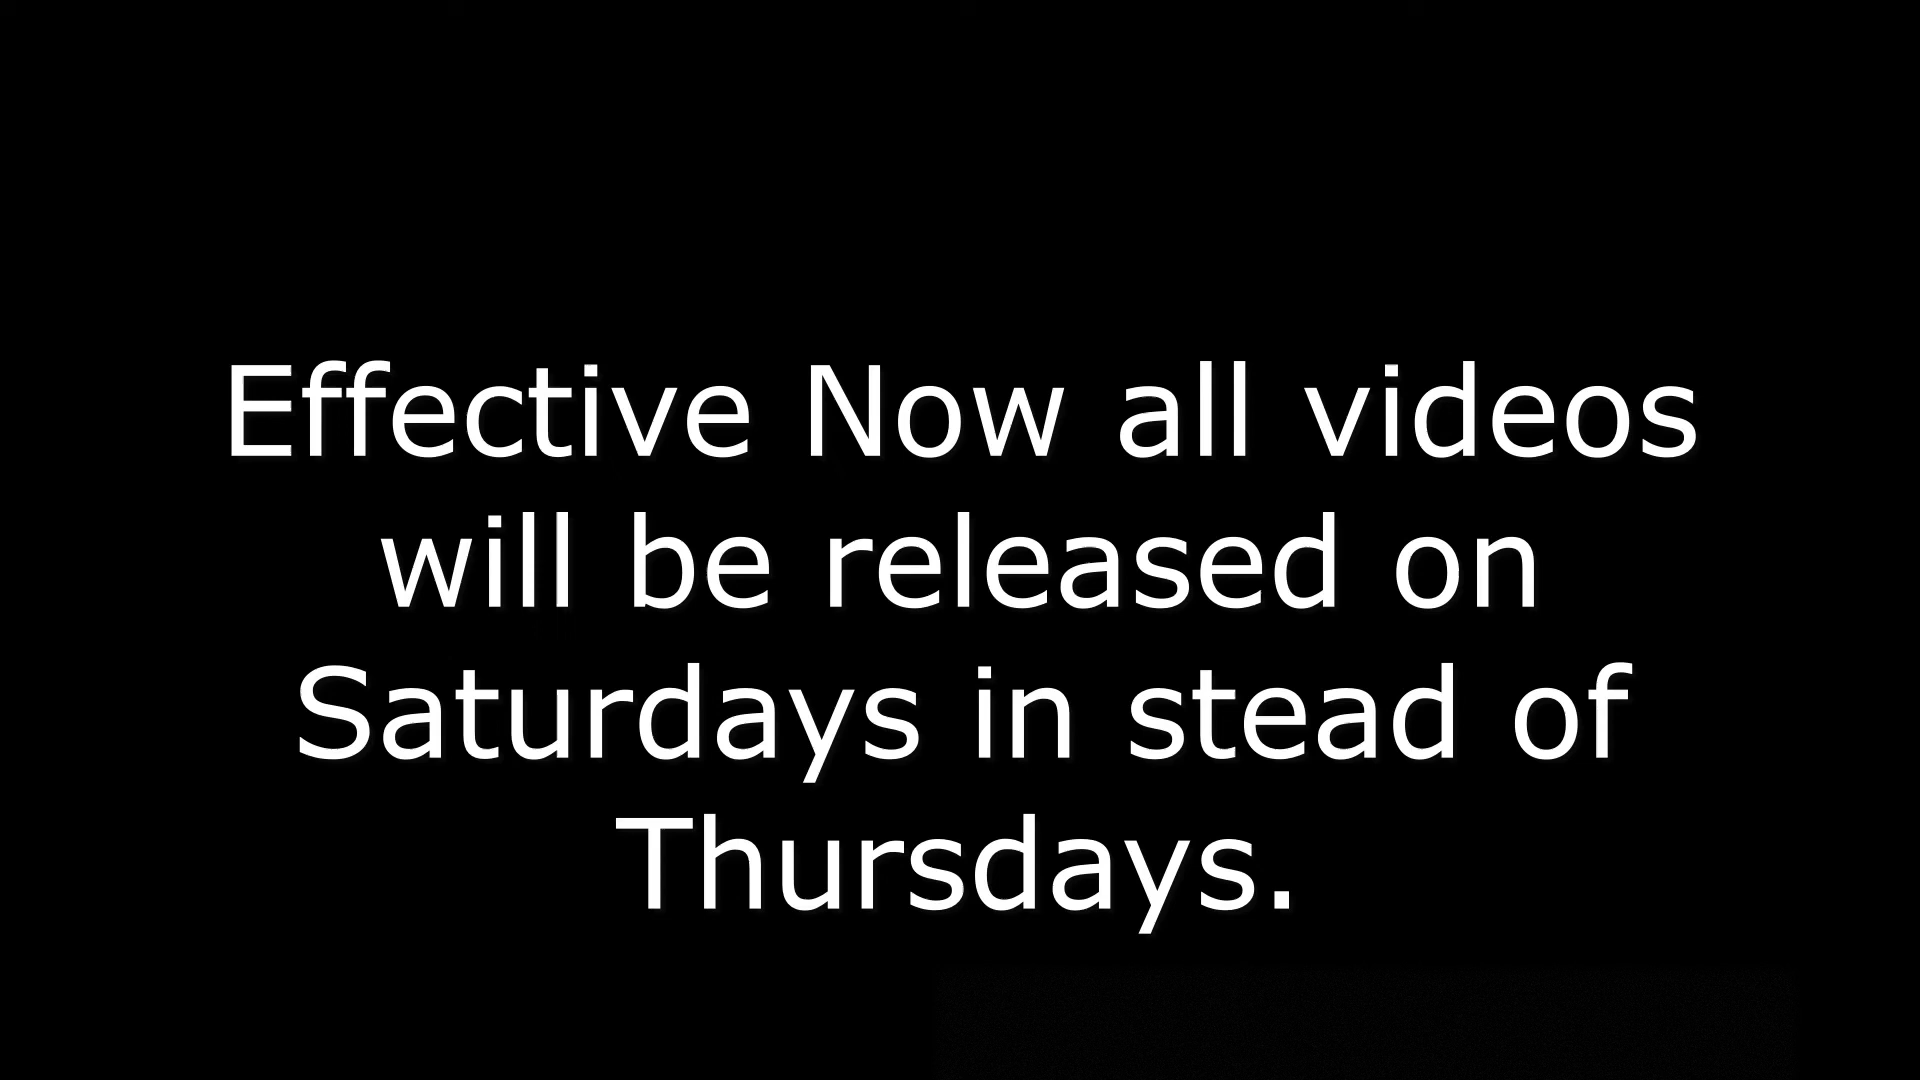 Effective Now all videos
will be released on
Saturdays in stead of
Thursdays.